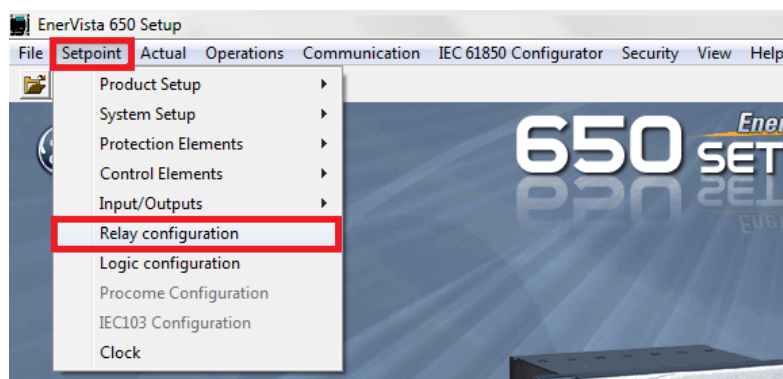 EnerVista 650 Setup
File Setpoint Actual Operations Communication IEC 61850 Configurator Security View Help
Product Setup
System Setup
Protection Elements
Control Elements
Input/Outputs
Relay configuration
Logic configuration
Procome Configuration
IEC103 Configuration
Clock
650